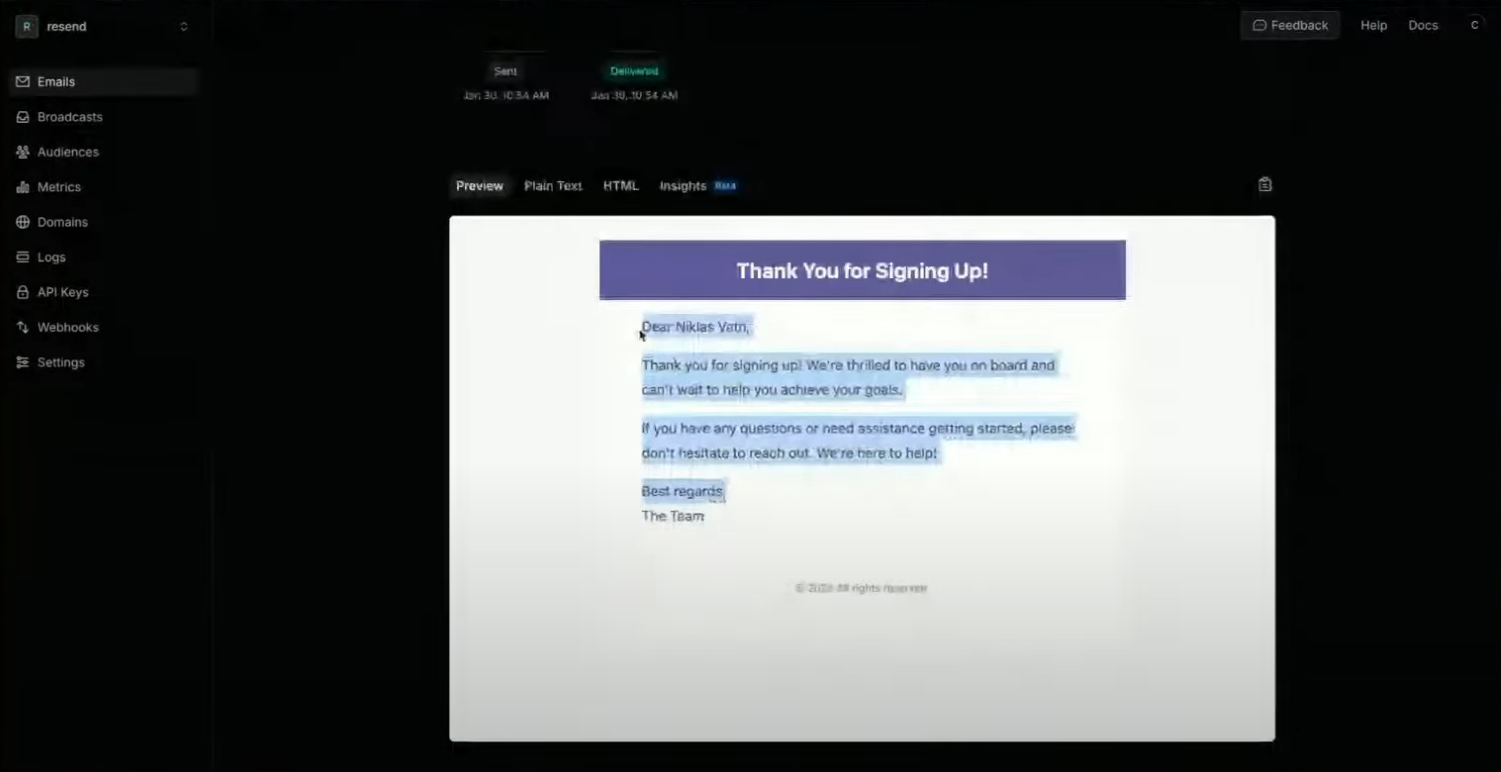 R resend
Feedback
Help
Docs
C
Emails
Broadcasts
Audiences
Metrics
Domains
Logs
API Keys
Webhooks
Settings
Sent
Delivered
Jan 30, 10:54 AM
Jan 30, 10:54 AM
Preview
Plain Text
HTML
Insights
Beta
Thank You for Signing Up!
Dear Niklas Vatn,
Thank you for signing up! We're thrilled to have you on board and
can't wait to help you achieve your goals.
If you have any questions or need assistance getting started, please
don't hesitate to reach out. We're here to help!
Best regards,
The Team
© All rights reserved